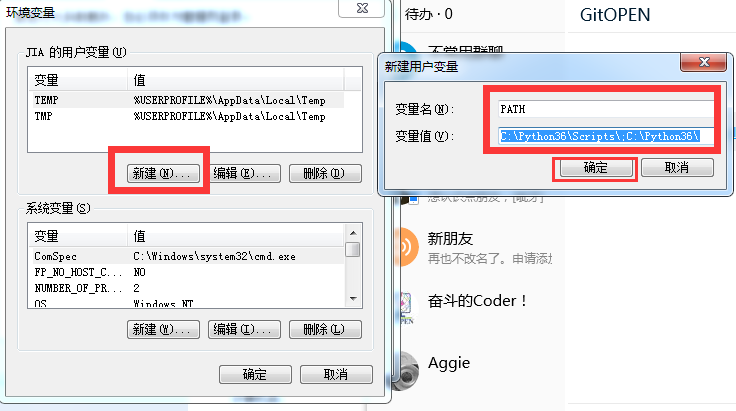 环境变量
JIA 的用户变量(U)
变量 值
TEMP %USERPROFILE%\AppData\Local\Temp
TMP %USERPROFILE%\AppData\Local\Temp
新建(N)... 编辑(E)... 删除(D)
系统变量(S)
变量 值
ComSpec C:\Windows\system32\cmd.exe
FP_NO_HOST_C... NO
NUMBER_OF_PR... 2
OS Windows_NT
新建(W)... 编辑(I)... 删除(L)
确定 取消
待办 · 0
GitOPEN
不常用群聊
新建用户变量
变量名(N): PATH
变量值(V): C:\Python36\Scripts\;C:\Python36\
确定 取消
新朋友
再也不改名了。申请添加
奋斗的Coder！
Aggie